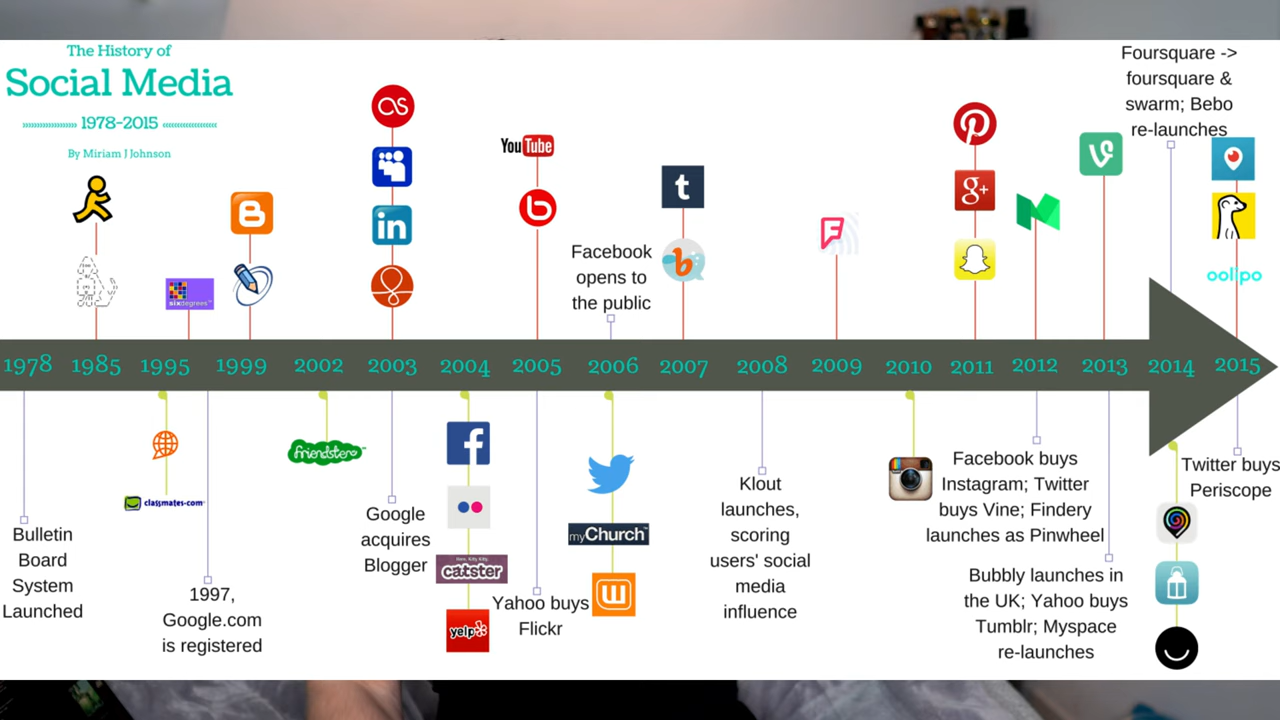 The History of
Social Media
1978-2015
By Miriam J Johnson
Foursquare ->
foursquare &
swarm; Bebo
re-launches
YouTube
sixdegrees
Facebook
opens to
the public
oolipo
1978 1985 1995 1999 2002 2003 2004 2005 2006 2007 2008 2009 2010 2011 2012 2013 2014 2015
classmates.com
friendster
Bulletin
Board
System
Launched
1997,
Google.com
is registered
Google
acquires
Blogger
catster
yelp
Yahoo buys
Flickr
myChurch
Klout
launches,
scoring
users' social
media
influence
Facebook buys
Instagram; Twitter
buys Vine; Findery
launches as Pinwheel
Bubbly launches in
the UK; Yahoo buys
Tumblr; Myspace
re-launches
Twitter buys
Periscope